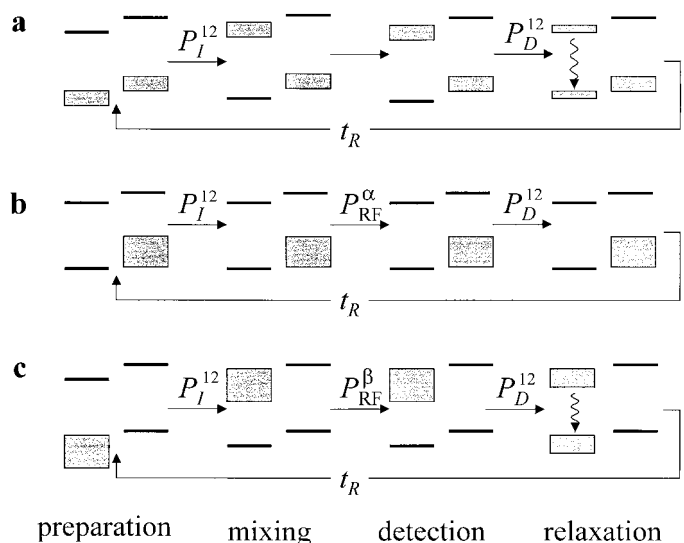 a P_I^12 P_D^12
t_R
b P_I^12 P_RF^α P_D^12
t_R
c P_I^12 P_RF^β P_D^12
t_R
preparation mixing detection relaxation